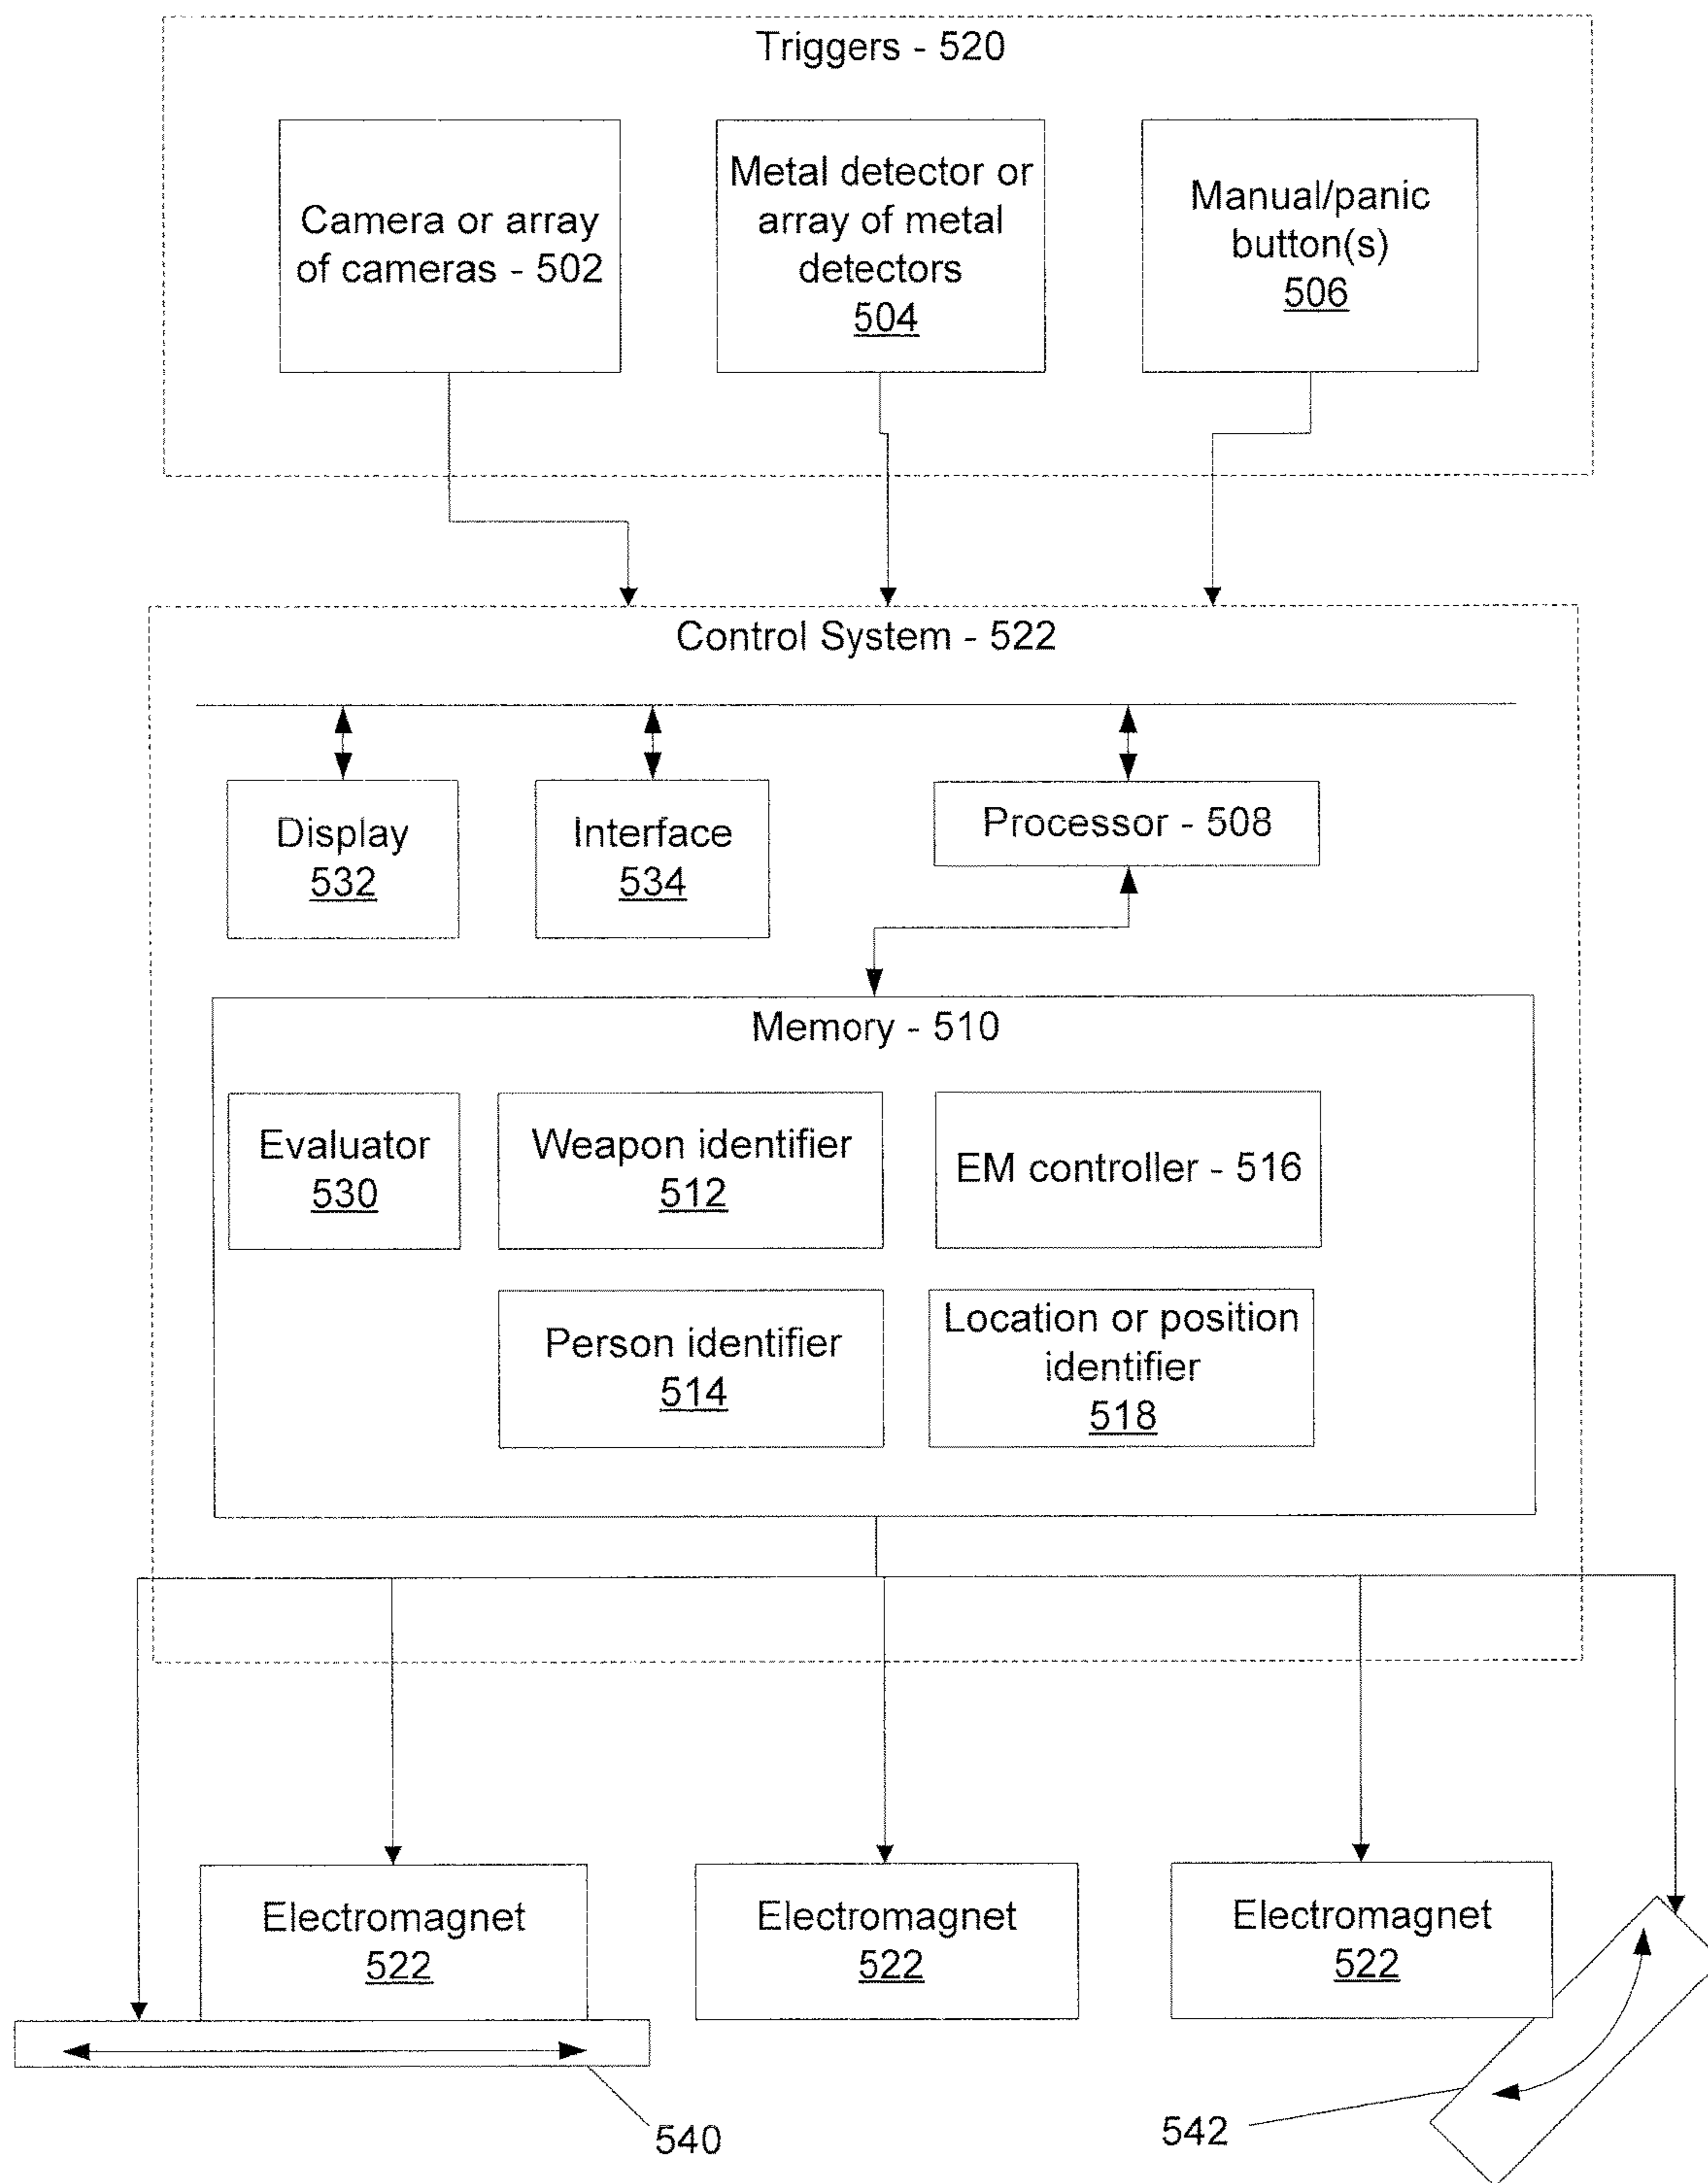 Triggers - 520
Camera or array
of cameras - 502
Metal detector or
array of metal
detectors
504
Manual/panic
button(s)
506
Control System - 522
Display
532
Interface
534
Processor - 508
Memory - 510
Evaluator
530
Weapon identifier
512
EM controller - 516
Person identifier
514
Location or position
identifier
518
Electromagnet
522
Electromagnet
522
Electromagnet
522
540
542